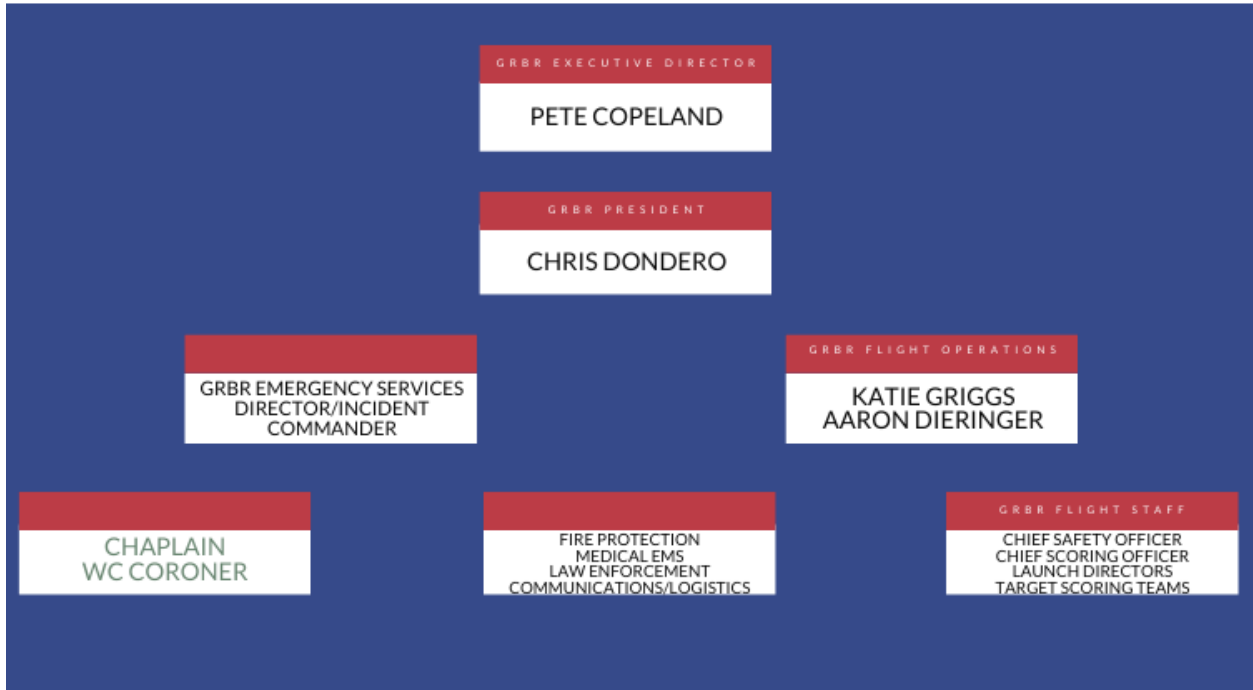 GRBR EXECUTIVE DIRECTOR
PETE COPELAND
GRBR PRESIDENT
CHRIS DONDERO
GRBR EMERGENCY SERVICES
DIRECTOR/INCIDENT
COMMANDER
GRBR FLIGHT OPERATIONS
KATIE GRIGGS
AARON DIERINGER
CHAPLAIN
WC CORONER
FIRE PROTECTION
MEDICAL EMS
LAW ENFORCEMENT
COMMUNICATIONS/LOGISTICS
GRBR FLIGHT STAFF
CHIEF SAFETY OFFICER
CHIEF SCORING OFFICER
LAUNCH DIRECTORS
TARGET SCORING TEAMS